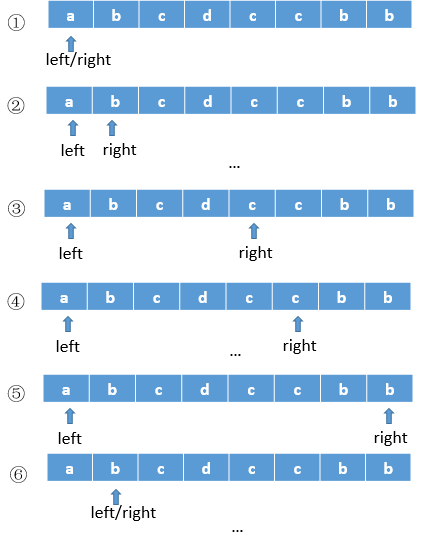 ① a b c d c c b b
left/right
② a b c d c c b b
left right
...
③ a b c d c c b b
left right
④ a b c d c c b b
left ... right
⑤ a b c d c c b b
left right
⑥ a b c d c c b b
left/right
...